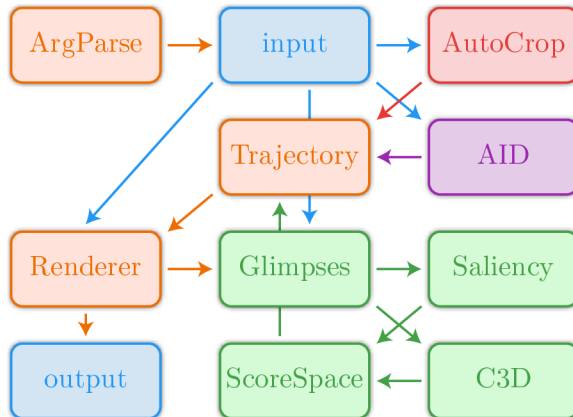 ArgParse
input
AutoCrop
Trajectory
AID
Renderer
Glimpses
Saliency
output
ScoreSpace
C3D